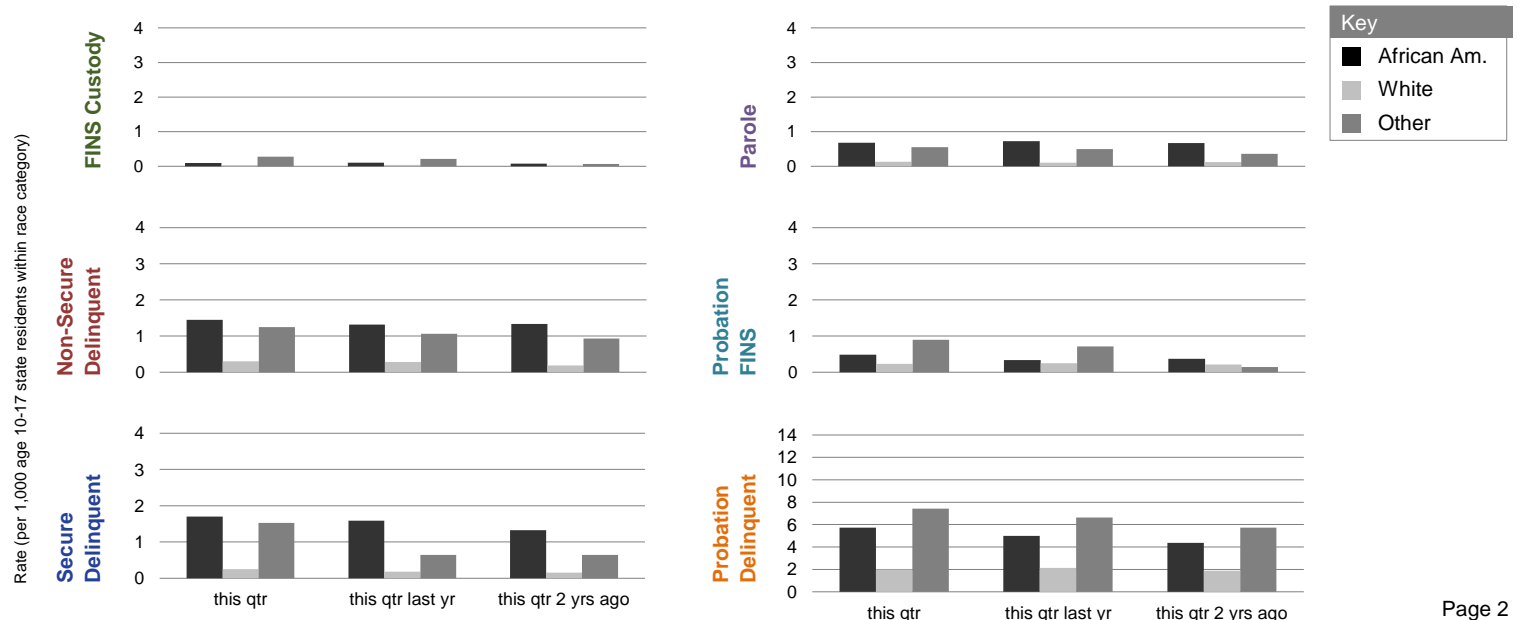 Rate (per 1,000 age 10-17 state residents within race category)
FINS Custody
4
3
2
1
0
Parole
4
3
2
1
0
Key
African Am.
White
Other
Non-Secure
Delinquent
4
3
2
1
0
Probation
FINS
4
3
2
1
0
Secure
Delinquent
4
3
2
1
0
this qtr
this qtr last yr
this qtr 2 yrs ago
Probation
Delinquent
14
12
10
8
6
4
2
0
this qtr
this qtr last yr
this qtr 2 yrs ago
Page 2